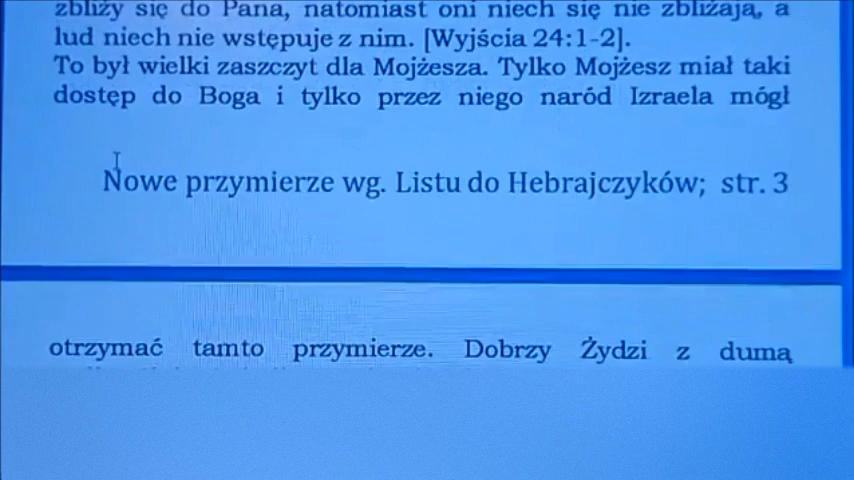 zbliży się do Pana, natomiast oni niech się nie zbliżają, a
lud niech nie wstępuje z nim. [Wyjścia 24:1-2].
To był wielki zaszczyt dla Mojżesza. Tylko Mojżesz miał taki
dostęp do Boga i tylko przez niego naród Izraela mógł
Nowe przymierze wg. Listu do Hebrajczyków; str. 3
otrzymać tamto przymierze. Dobrzy Żydzi z dumą